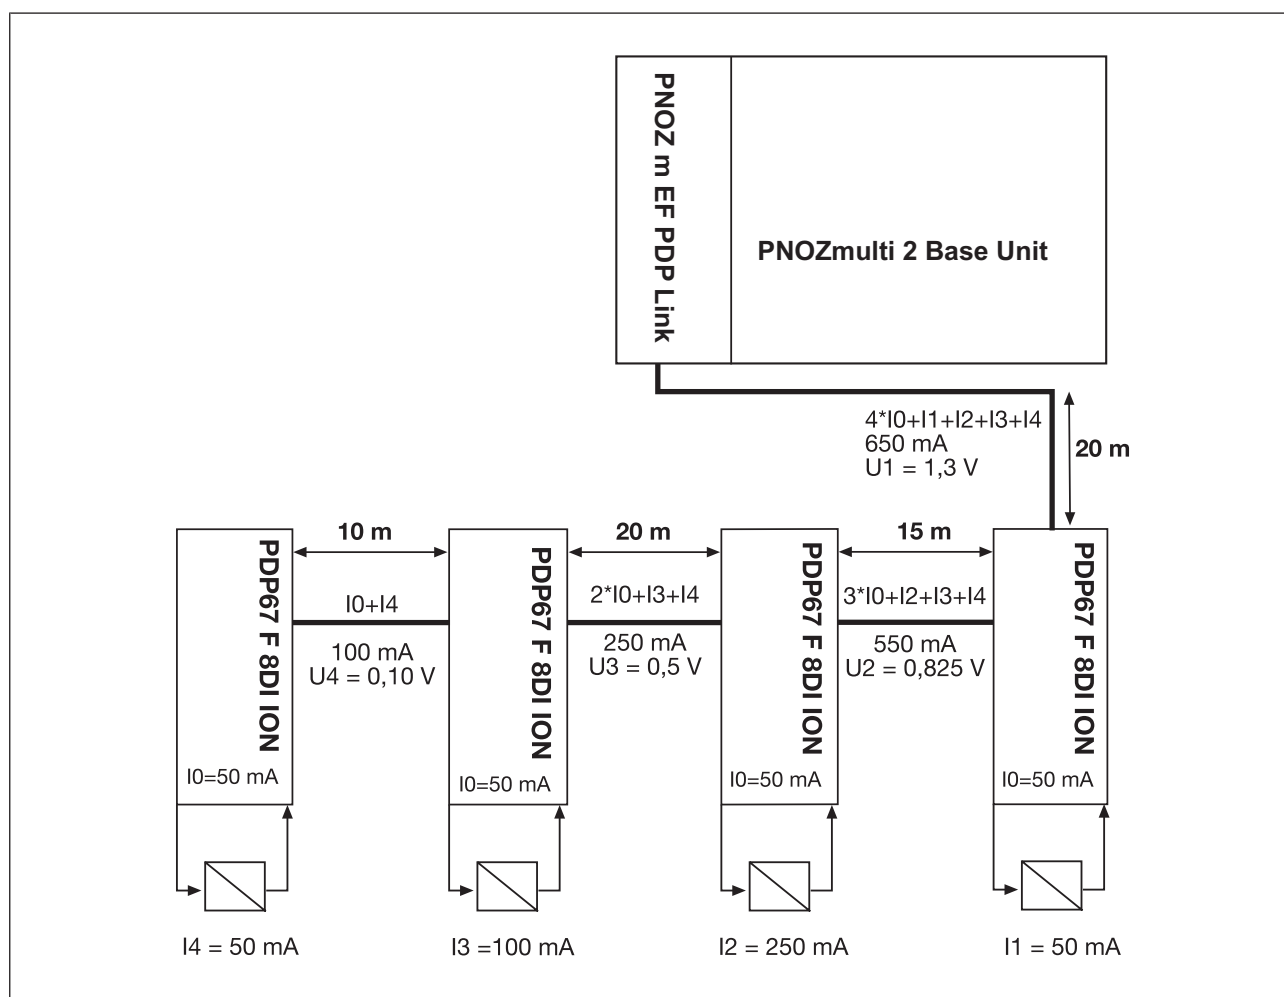 PNOZ m EF PDP Link
PNOZmulti 2 Base Unit
4*I0+I1+I2+I3+I4
650 mA
U1 = 1,3 V
20 m
10 m
20 m
15 m
PDP67 F 8DI ION
I0+I4
100 mA
U4 = 0,10 V
PDP67 F 8DI ION
2*I0+I3+I4
250 mA
U3 = 0,5 V
PDP67 F 8DI ION
3*I0+I2+I3+I4
550 mA
U2 = 0,825 V
PDP67 F 8DI ION
I0=50 mA
I0=50 mA
I0=50 mA
I0=50 mA
I4 = 50 mA
I3 =100 mA
I2 = 250 mA
I1 = 50 mA